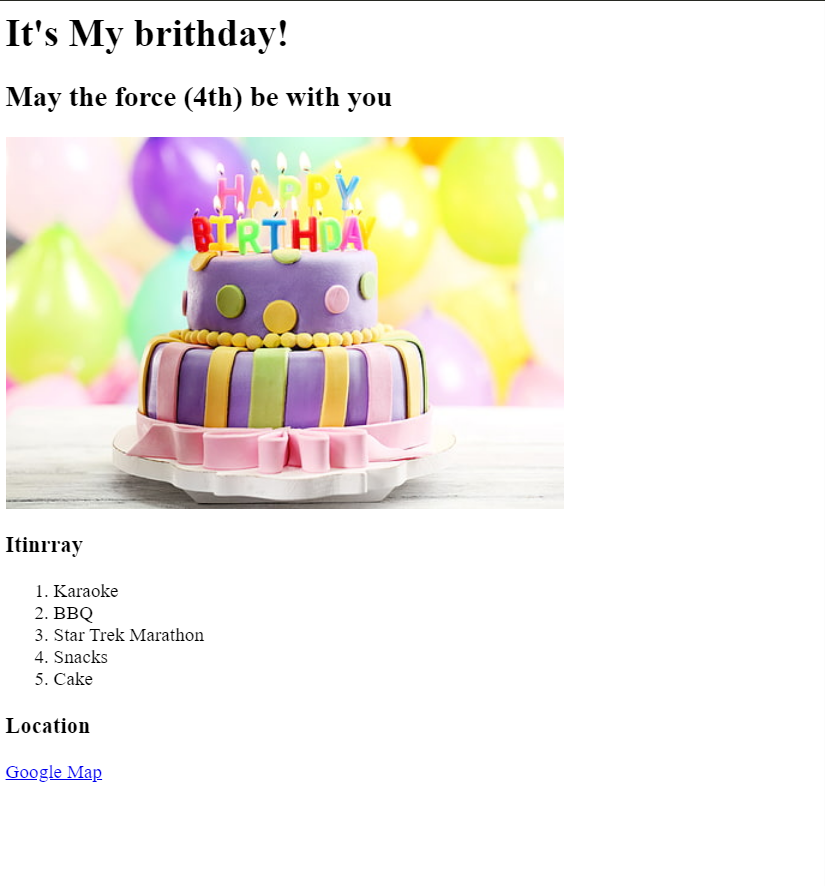 It's My brithday!
May the force (4th) be with you
HAPPY
BIRTHDAY
Itinrray
1. Karaoke
2. BBQ
3. Star Trek Marathon
4. Snacks
5. Cake
Location
Google Map